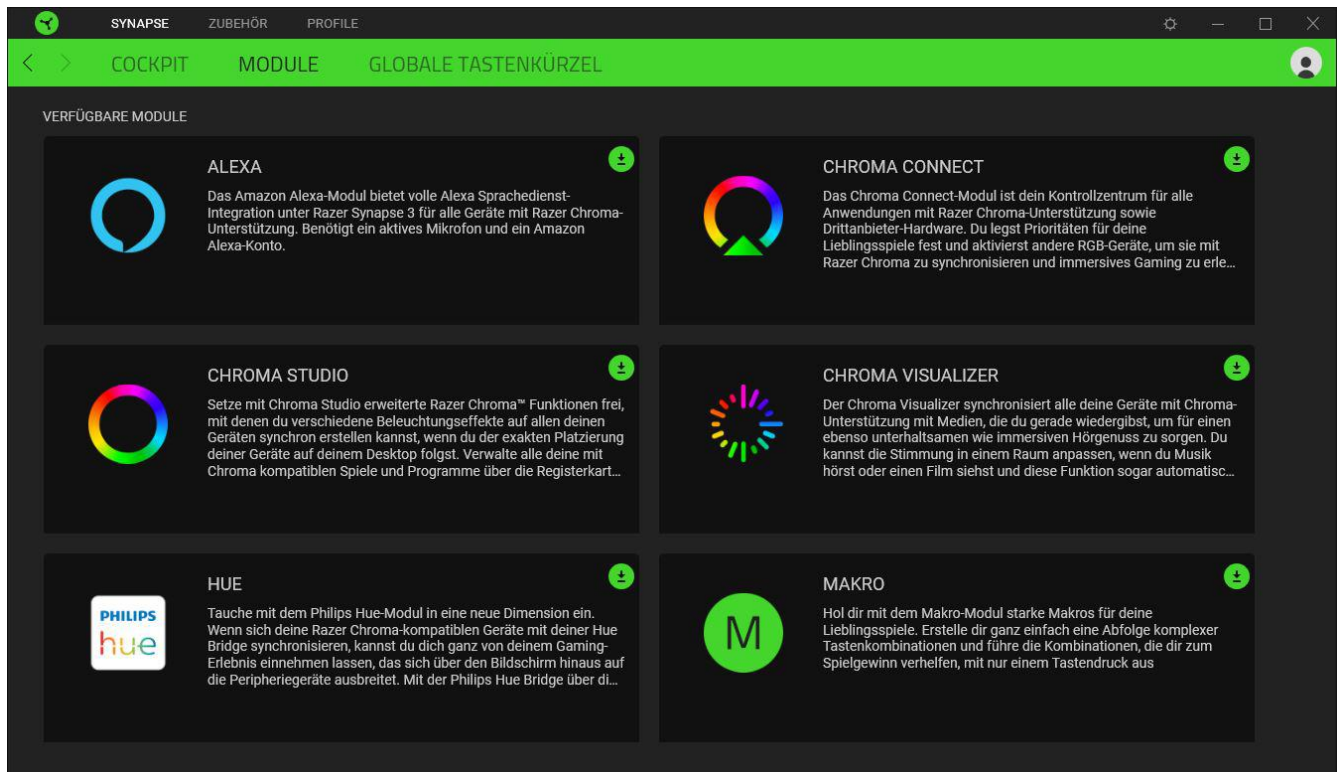 SYNAPSE ZUBEHÖR PROFILE
COCKPIT MODULE GLOBALE TASTENKÜRZEL
VERFÜGBARE MODULE
ALEXA
Das Amazon Alexa-Modul bietet volle Alexa Sprachedienst-
Integration unter Razer Synapse 3 für alle Geräte mit Razer Chroma-
Unterstützung. Benötigt ein aktives Mikrofon und ein Amazon
Alexa-Konto.
CHROMA CONNECT
Das Chroma Connect-Modul ist dein Kontrollzentrum für alle
Anwendungen mit Razer Chroma-Unterstützung sowie
Drittanbieter-Hardware. Du legst Prioritäten für deine
Lieblingsspiele fest und aktivierst andere RGB-Geräte, um sie mit
Razer Chroma zu synchronisieren und immersives Gaming zu erle...
CHROMA STUDIO
Setze mit Chroma Studio erweiterte Razer Chroma™ Funktionen frei,
mit denen du verschiedene Beleuchtungseffekte auf allen deinen
Geräten synchron erstellen kannst, wenn du der exakten Platzierung
deiner Geräte auf deinem Desktop folgst. Verwalte alle deine mit
Chroma kompatiblen Spiele und Programme über die Registerkart...
CHROMA VISUALIZER
Der Chroma Visualizer synchronisiert alle deine Geräte mit Chroma-
Unterstützung mit Medien, die du gerade wiedergibst, um für einen
ebenso unterhaltsamen wie immersiven Hörgenuss zu sorgen. Du
kannst die Stimmung in einem Raum anpassen, wenn du Musik
hörst oder einen Film siehst und diese Funktion sogar automatisc...
PHILIPS
hue
HUE
Tauche mit dem Philips Hue-Modul in eine neue Dimension ein.
Wenn sich deine Razer Chroma-kompatiblen Geräte mit deiner Hue
Bridge synchronisieren, kannst du dich ganz von deinem Gaming-
Erlebnis einnehmen lassen, das sich über den Bildschirm hinaus auf
die Peripheriegeräte ausbreitet. Mit der Philips Hue Bridge über di...
M
MAKRO
Hol dir mit dem Makro-Modul starke Makros für deine
Lieblingsspiele. Erstelle dir ganz einfach eine Abfolge komplexer
Tastenkombinationen und führe die Kombinationen, die dir zum
Spielgewinn verhelfen, mit nur einem Tastendruck aus